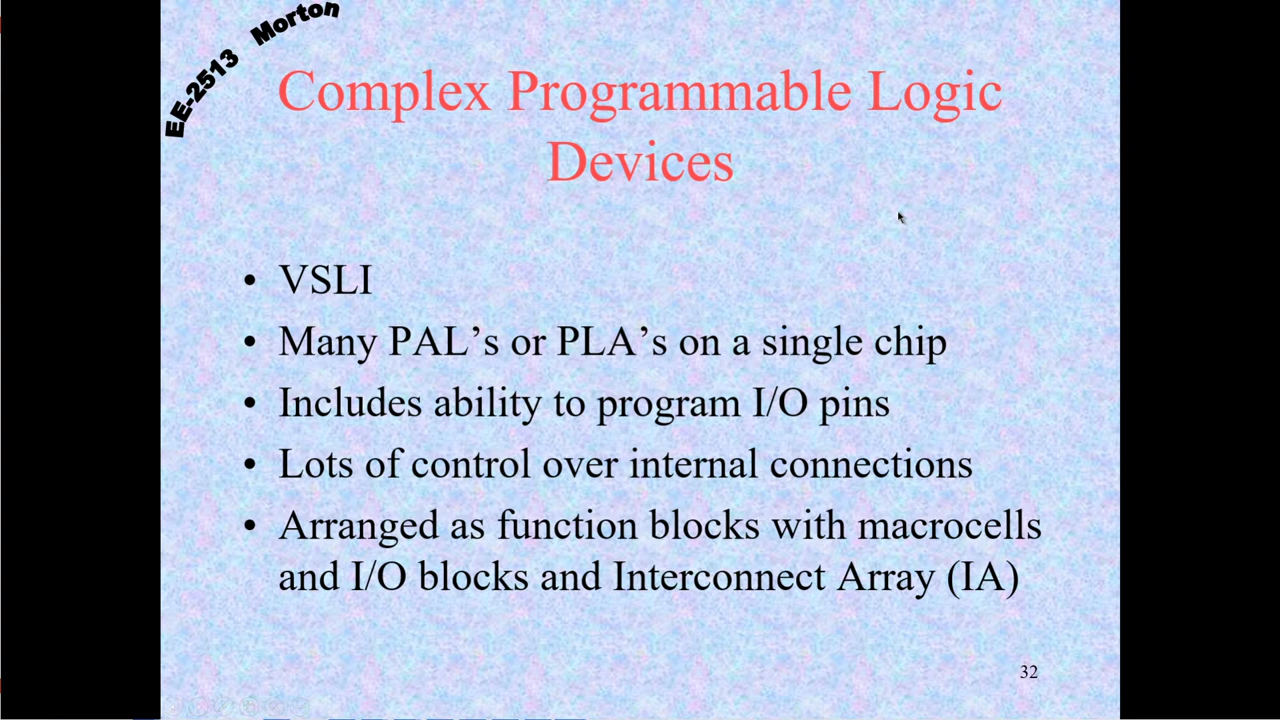 EE-2513 Morton
Complex Programmable Logic
Devices
• VSLI
• Many PAL’s or PLA’s on a single chip
• Includes ability to program I/O pins
• Lots of control over internal connections
• Arranged as function blocks with macrocells
and I/O blocks and Interconnect Array (IA)
32